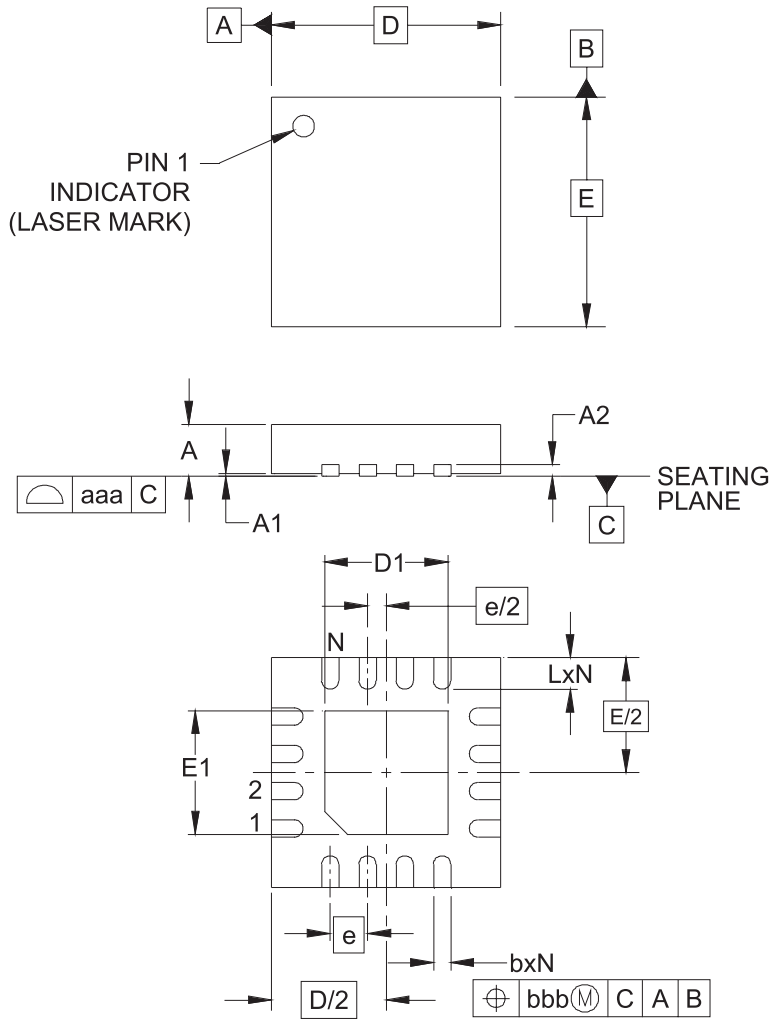 A
D
B
PIN 1
INDICATOR
(LASER MARK)
E
A2
A
SEATING
PLANE
aaa C
A1
C
D1
e/2
N
LxN
E/2
E1
2
1
e
bxN
D/2
bbbⓂ C A B